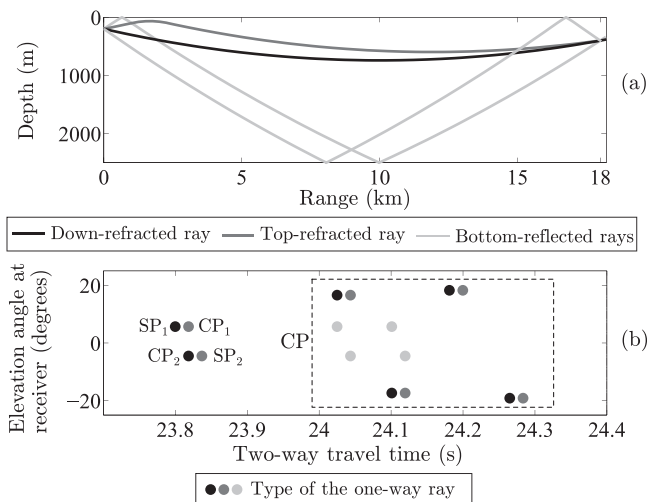 0
1000
2000
Depth (m)
(a)
0 5 10 15 18
Range (km)
Down-refracted ray Top-refracted ray Bottom-reflected rays
20
0
−20
Elevation angle at
receiver (degrees)
SP1 CP1
CP2 SP2
CP
(b)
23.8 23.9 24 24.1 24.2 24.3 24.4
Two-way travel time (s)
Type of the one-way ray